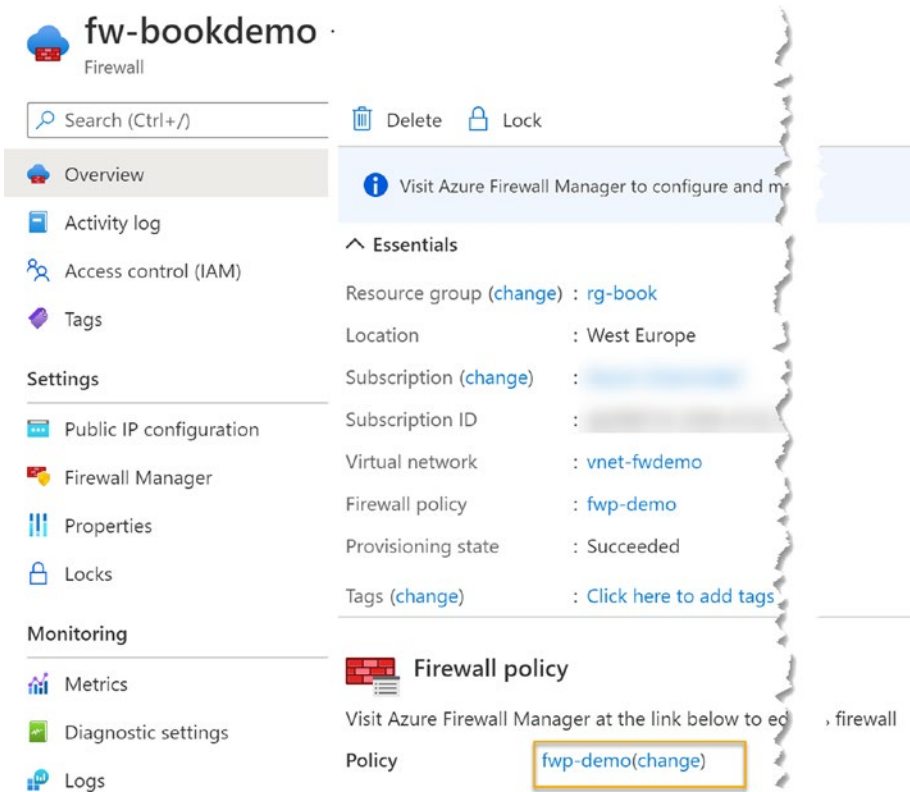 fw-bookdemo
Firewall
Search (Ctrl+/)
Overview
Activity log
Access control (IAM)
Tags
Settings
Public IP configuration
Firewall Manager
Properties
Locks
Monitoring
Metrics
Diagnostic settings
Logs
Delete Lock
Visit Azure Firewall Manager to configure and
Essentials
Resource group (change) : rg-book
Location : West Europe
Subscription (change) :
Subscription ID :
Virtual network : vnet-fwdemo
Firewall policy : fwp-demo
Provisioning state : Succeeded
Tags (change) : Click here to add tags
Firewall policy
Visit Azure Firewall Manager at the link below to firewall
Policy fwp-demo(change)